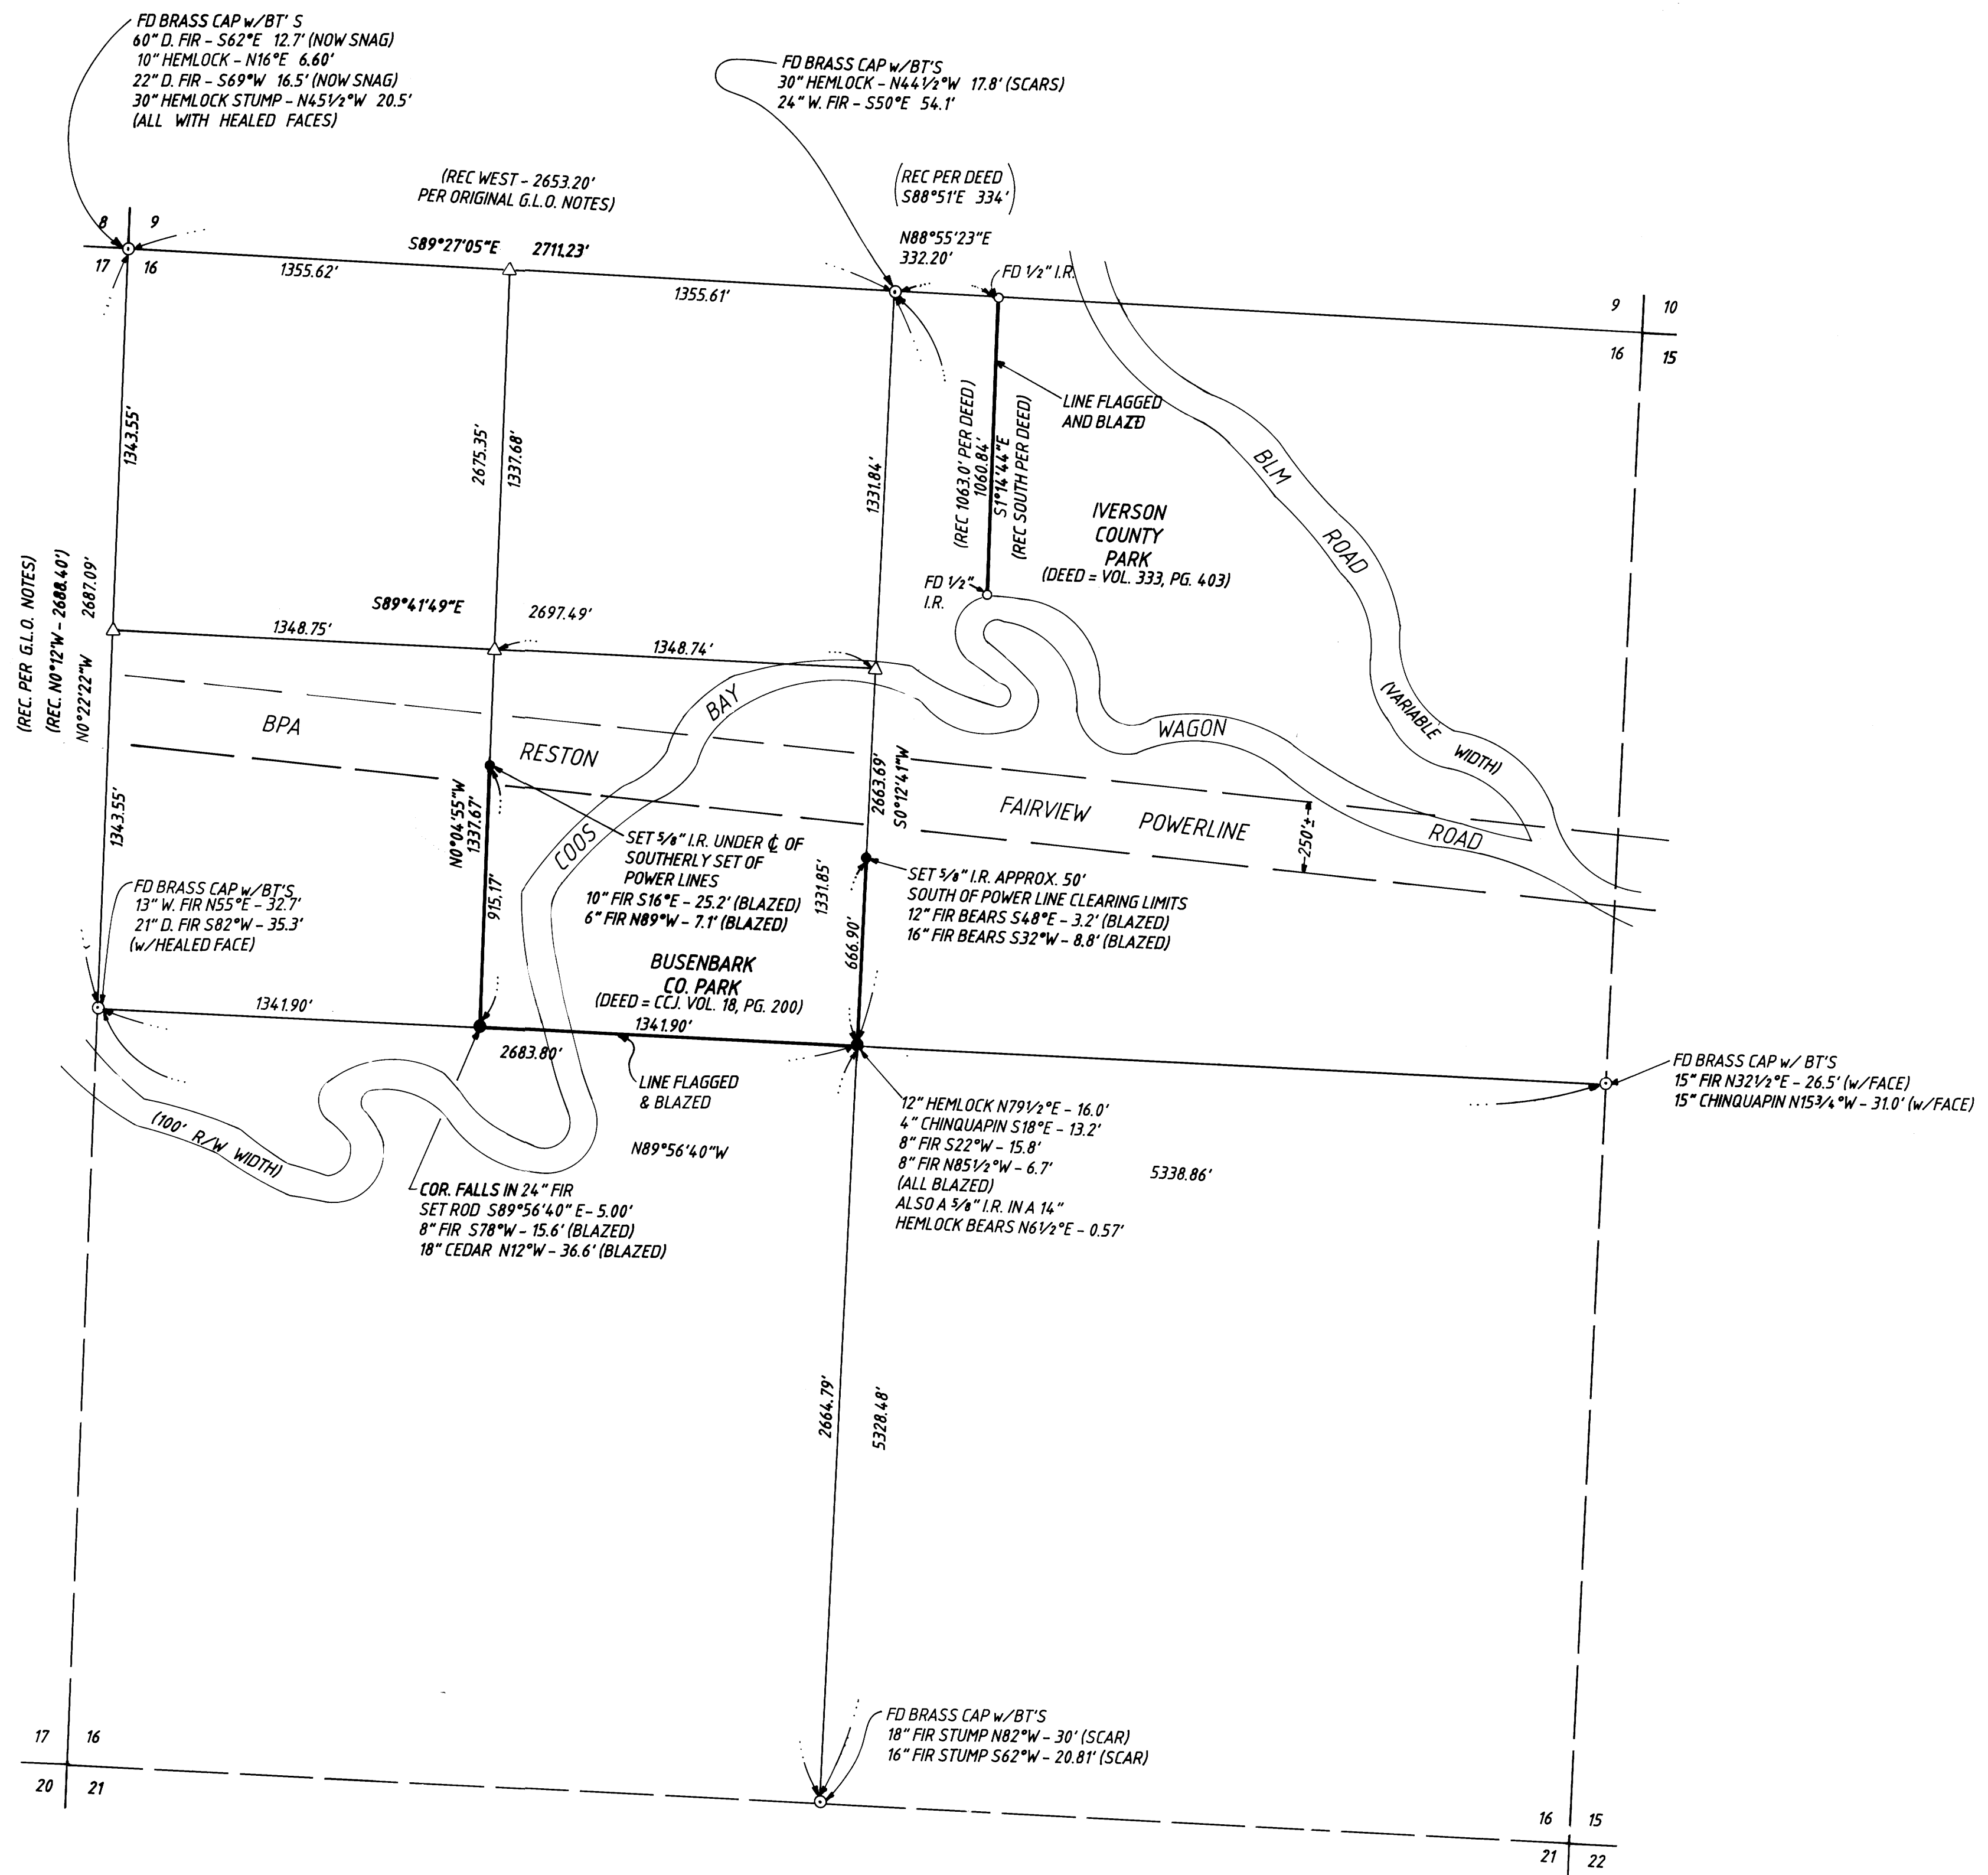 FD BRASS CAP w/BT' S
60" D. FIR - S62°E 12.7' (NOW SNAG)
10" HEMLOCK - N16°E 6.60'
22" D. FIR - S69°W 16.5' (NOW SNAG)
30" HEMLOCK STUMP - N45½°W 20.5'
(ALL WITH HEALED FACES)
FD BRASS CAP w/BT'S
30" HEMLOCK - N44½°W 17.8' (SCARS)
24" W. FIR - S50°E 54.1'
(REC WEST - 2653.20'
PER ORIGINAL G.L.O. NOTES)
(REC PER DEED
S88°51'E 334')
8 9
17 16
S89°27'05"E 2711.23'
1355.62'
1355.61'
N88°55'23"E
332.20'
FD ½" I.R.
9 10
16 15
LINE FLAGGED
AND BLAZD
1343.55'
2675.35'
1337.68'
1331.84'
(REC 1063.0' PER DEED)
1060.84'
S1°14'44"E
(REC SOUTH PER DEED)
BLM ROAD
(VARIABLE WIDTH)
IVERSON
COUNTY
PARK
(DEED = VOL. 333, PG. 403)
FD ½"
I.R.
(REC. PER G.L.O. NOTES)
(REC. N0°12'W - 2688.40')
N0°22'22"W 2687.09'
S89°41'49"E 2697.49'
1348.75'
1348.74'
BPA RESTON FAIRVIEW POWERLINE
COOS BAY WAGON ROAD
250'±
1343.55'
N0°04'55"W
1337.67'
915.17'
2663.69'
S0°12'41"W
1331.85'
666.90'
SET ⅝" I.R. UNDER ℄ OF
SOUTHERLY SET OF
POWER LINES
10" FIR S16°E - 25.2' (BLAZED)
6" FIR N89°W - 7.1' (BLAZED)
SET ⅝" I.R. APPROX. 50'
SOUTH OF POWER LINE CLEARING LIMITS
12" FIR BEARS S48°E - 3.2' (BLAZED)
16" FIR BEARS S32°W - 8.8' (BLAZED)
FD BRASS CAP w/BT'S,
13" W. FIR N55°E - 32.7'
21" D. FIR S82°W - 35.3'
(w/HEALED FACE)
BUSENBARK
CO. PARK
(DEED = CCJ. VOL. 18, PG. 200)
1341.90'
1341.90'
2683.80'
LINE FLAGGED
& BLAZED
N89°56'40"W
5338.86'
(100' R/W WIDTH)
COR. FALLS IN 24" FIR
SET ROD S89°56'40" E - 5.00'
8" FIR S78°W - 15.6' (BLAZED)
18" CEDAR N12°W - 36.6' (BLAZED)
12" HEMLOCK N79½°E - 16.0'
4" CHINQUAPIN S18°E - 13.2'
8" FIR S22°W - 15.8'
8" FIR N85½°W - 6.7'
(ALL BLAZED)
ALSO A ⅝" I.R. IN A 14"
HEMLOCK BEARS N6½°E - 0.57'
FD BRASS CAP w/ BT'S
15" FIR N32½°E - 26.5' (w/FACE)
15" CHINQUAPIN N15¾°W - 31.0' (w/FACE)
2664.79'
5328.48'
FD BRASS CAP w/BT'S
18" FIR STUMP N82°W - 30' (SCAR)
16" FIR STUMP S62°W - 20.81' (SCAR)
17 16
20 21
16 15
21 22